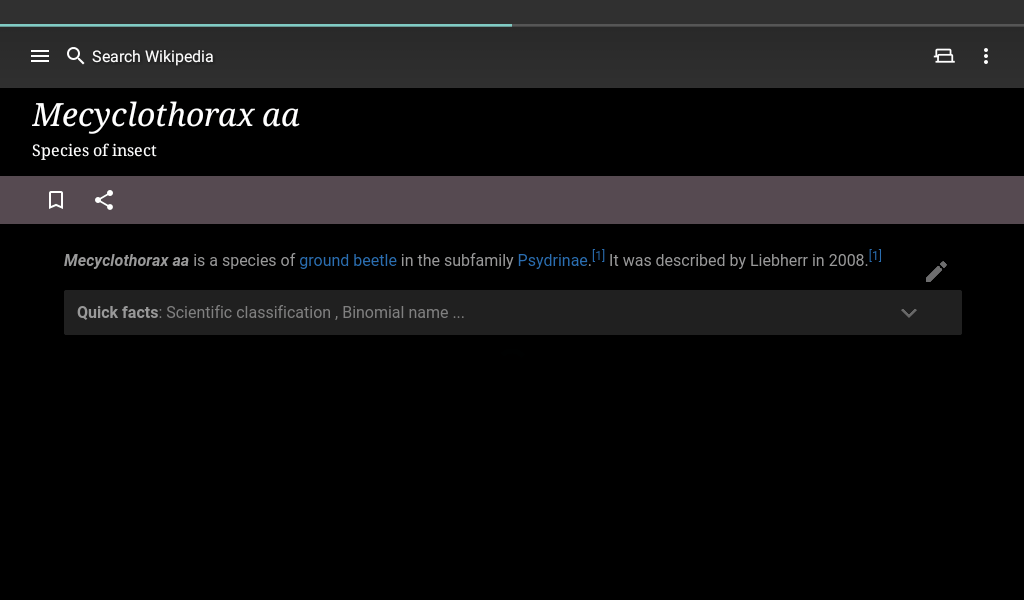 Search Wikipedia
Mecyclothorax aa
Species of insect
Mecyclothorax aa is a species of ground beetle in the subfamily Psydrinae.[1] It was described by Liebherr in 2008.[1]
Quick facts: Scientific classification , Binomial name ...